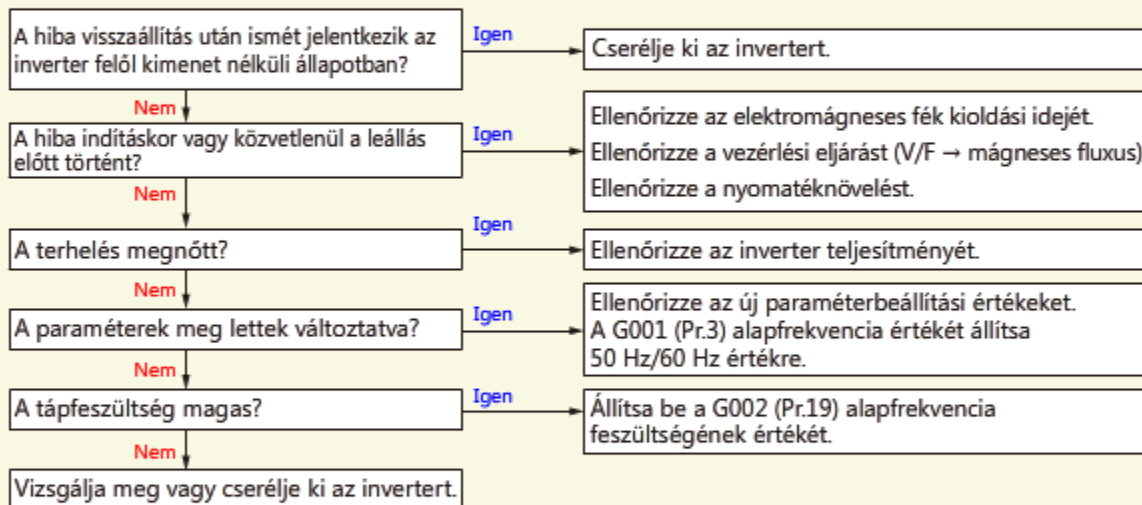 A hiba visszaállítás után ismét jelentkezik az
inverter felől kimenet nélküli állapotban?
Igen
Cserélje ki az invertert.
Nem
A hiba indításkor vagy közvetlenül a leállás
előtt történt?
Igen
Ellenőrizze az elektromágneses fék kioldási idejét.
Ellenőrizze a vezérlési eljárást (V/F → mágneses fluxus)
Ellenőrizze a nyomatéknövelést.
Nem
A terhelés megnőtt?
Igen
Ellenőrizze az inverter teljesítményét.
Nem
A paraméterek meg lettek változtatva?
Igen
Ellenőrizze az új paraméterbeállítási értékeket.
A G001 (Pr.3) alapfrekvencia értékét állítsa
50 Hz/60 Hz értékre.
Nem
A tápfeszültség magas?
Igen
Állítsa be a G002 (Pr.19) alapfrekvencia
feszültségének értékét.
Nem
Vizsgálja meg vagy cserélje ki az invertert.